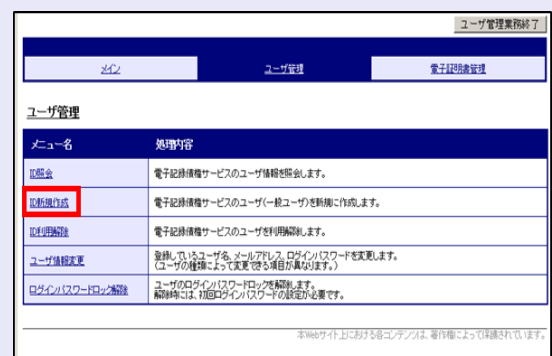 ユーザ管理業務終了
メイン ユーザ管理 電子証明書管理
ユーザ管理
メニュー名 処理内容
ID照会 電子記録債権サービスのユーザ情報を照会します。
ID新規作成 電子記録債権サービスのユーザ(一般ユーザ)を新規に作成します。
ID利用解除 電子記録債権サービスのユーザを利用解除します。
ユーザ情報変更 登録しているユーザ名、メールアドレス、ログインパスワードを変更します。
(ユーザの種類によって変更できる項目が異なります。)
ログインパスワードロック解除 ユーザのログインパスワードロックを解除します。
解除時には、初回ログインパスワードの設定が必要です。
本Webサイト上における各コンテンツは、著作権によって保護されています。